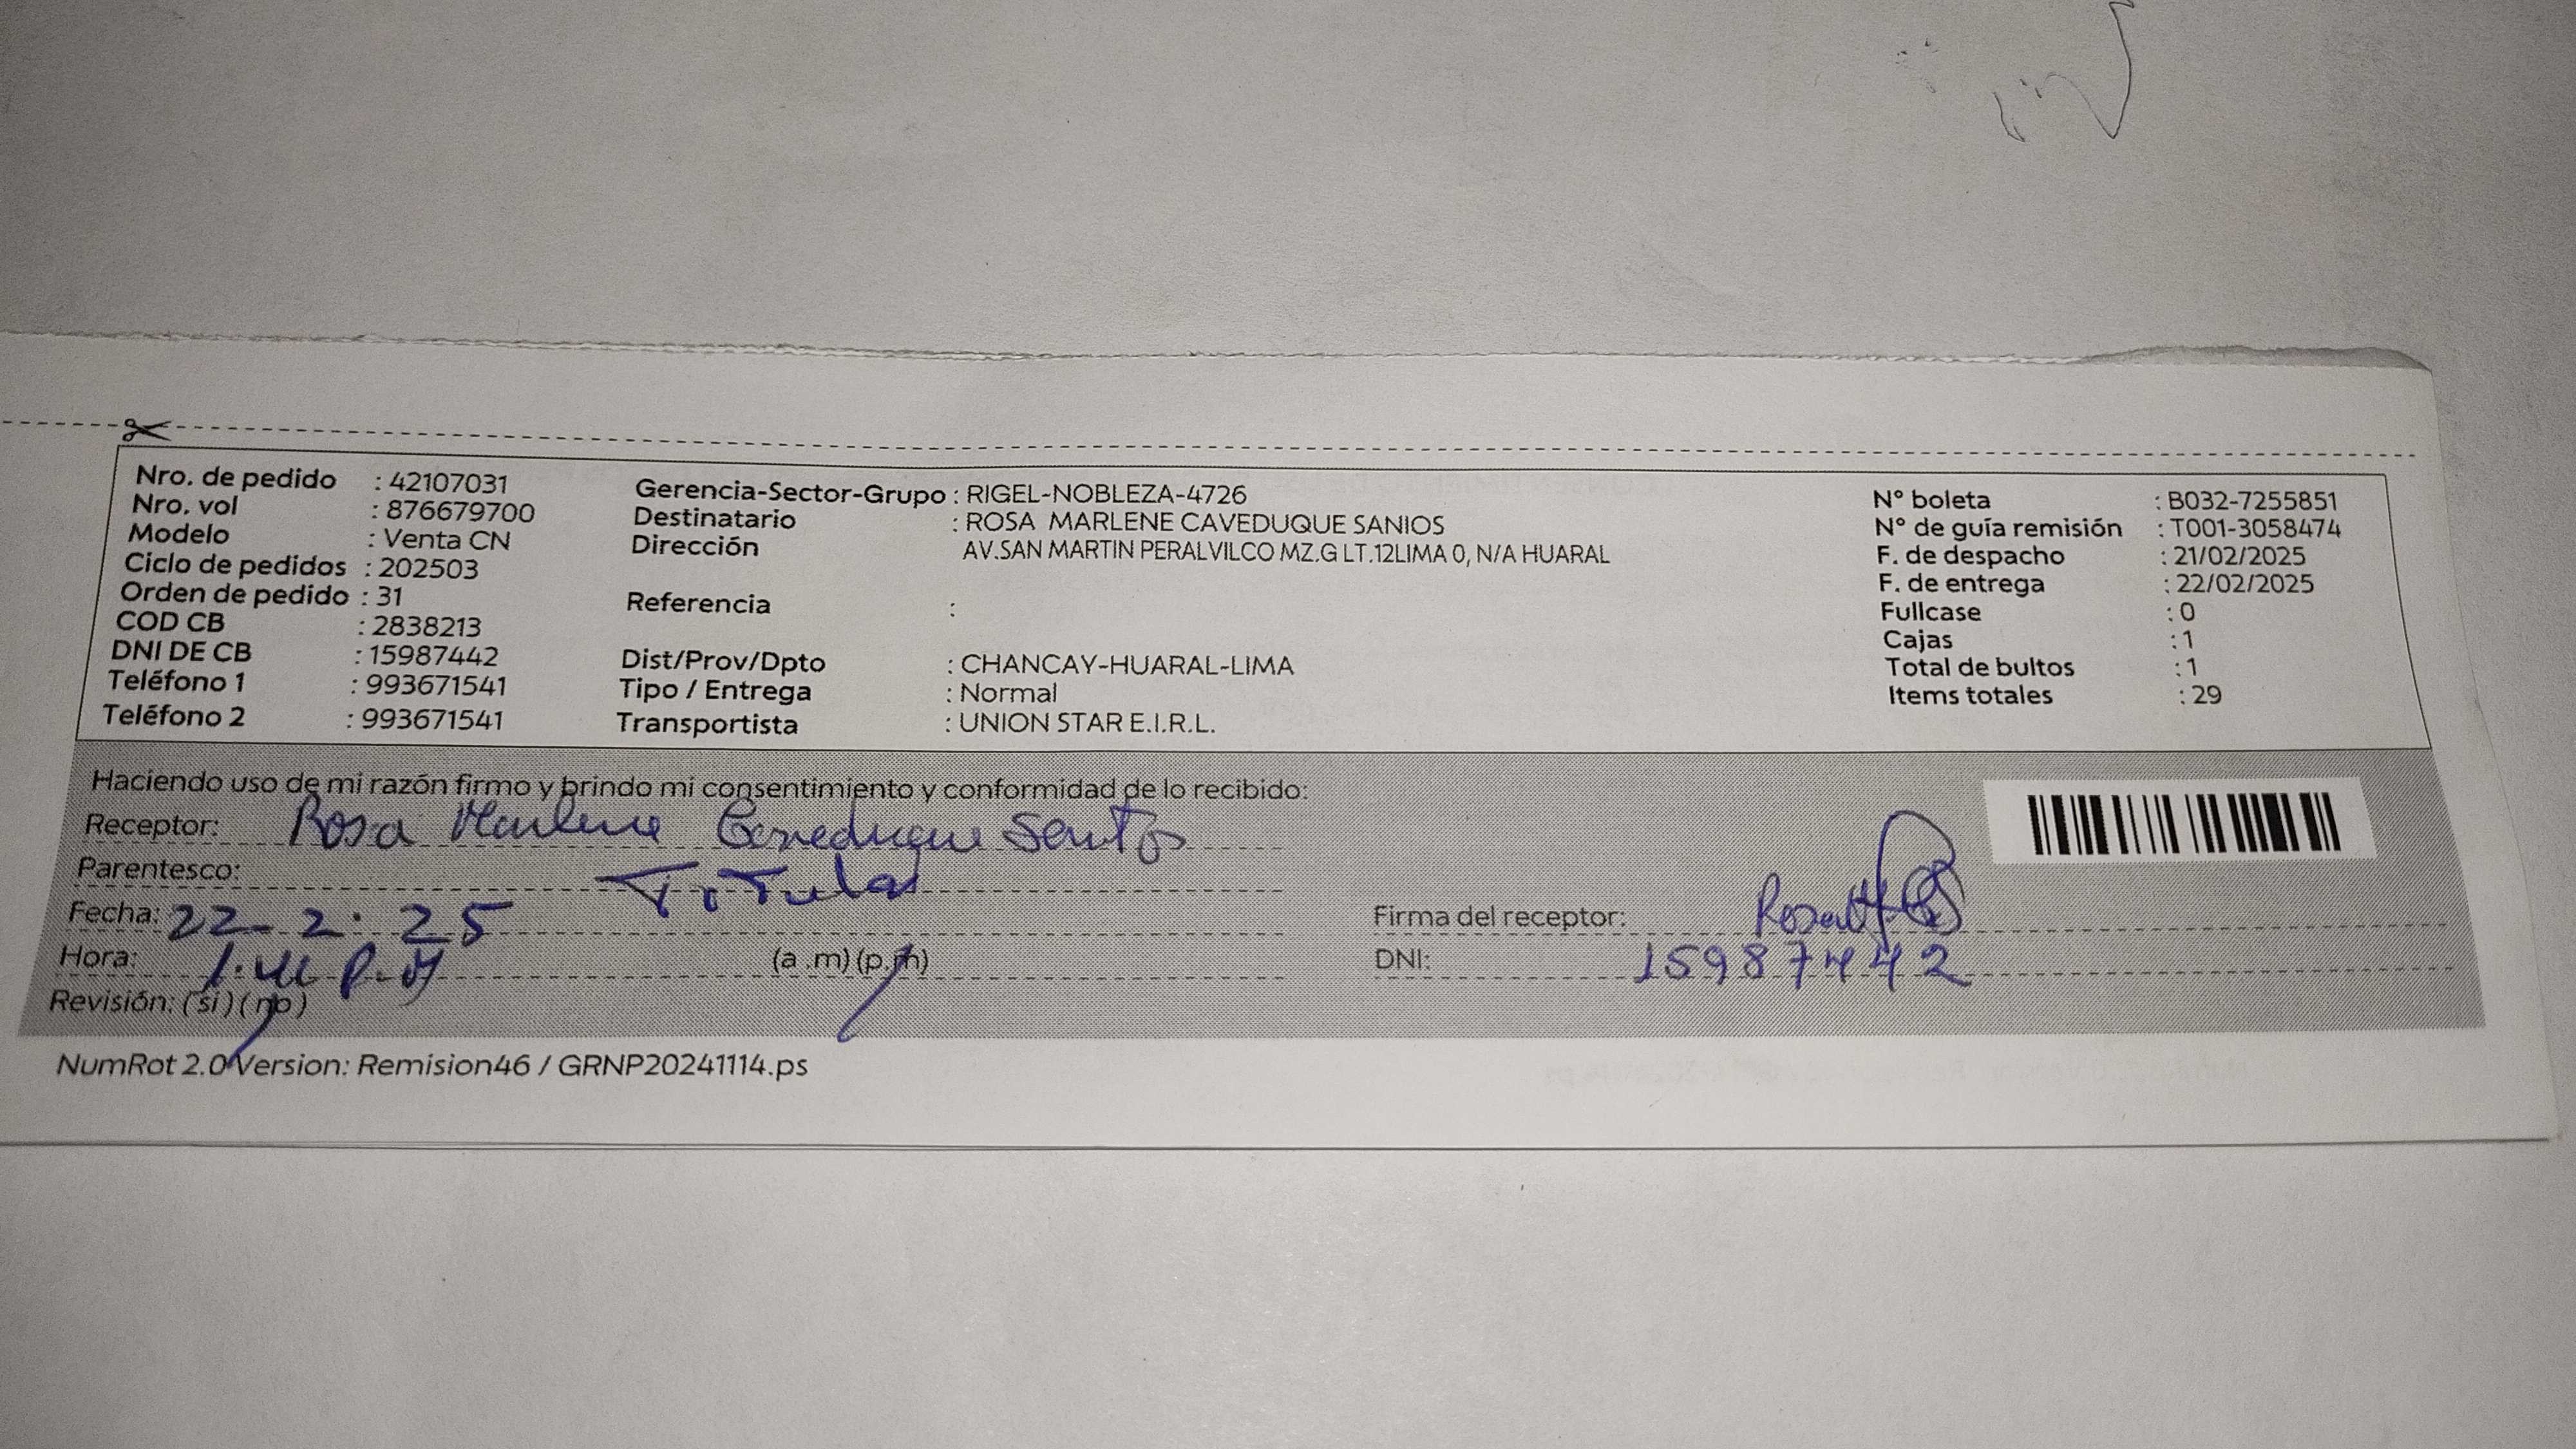 Nro. de pedido : 42107031
Nro. vol : 876679700
Modelo : Venta CN
Ciclo de pedidos : 202503
Orden de pedido : 31
COD CB : 2838213
DNI DE CB : 15987442
Teléfono 1 : 993671541
Teléfono 2 : 993671541
Gerencia-Sector-Grupo : RIGEL-NOBLEZA-4726
Destinatario : ROSA MARLENE CAVEDUQUE SANIOS
Dirección AV.SAN MARTIN PERALVILCO MZ.G LT.12LIMA 0, N/A HUARAL
Referencia :
Dist/Prov/Dpto : CHANCAY-HUARAL-LIMA
Tipo / Entrega : Normal
Transportista : UNION STAR E.I.R.L.
N° boleta : B032-7255851
N° de guía remisión : T001-3058474
F. de despacho : 21/02/2025
F. de entrega : 22/02/2025
Fullcase : 0
Cajas : 1
Total de bultos : 1
Items totales : 29
Haciendo uso de mi razón firmo y brindo mi consentimiento y conformidad de lo recibido:
Receptor: Rosa Marlene Caveduque Santos
Parentesco: Titular
Fecha: 22-2-25
Hora: P.M (a.m)(p.m)
Revisión: (si)(no)
Firma del receptor:
DNI: 15987442
NumRot 2.0 Version: Remision46 / GRNP20241114.ps